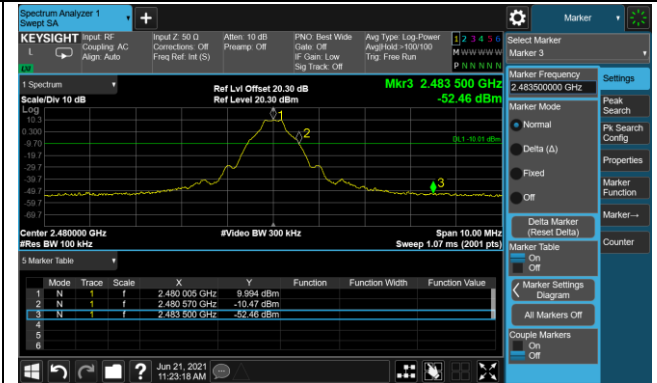 Spectrum Analyzer 1
Swept SA
+
Marker
KEYSIGHT
Input: RF
Coupling: AC
Align: Auto
Input Z: 50 Ω
Corrections: Off
Freq Ref: Int (S)
Atten: 10 dB
Preamp: Off
PNO: Best Wide
Gate: Off
IF Gain: Low
Sig Track: Off
Avg Type: Log-Power
Avg|Hold:>100/100
Trig: Free Run
1 2 3 4 5 6
M W W W W W
P N N N N N
L
Select Marker
Marker 3
1 Spectrum
Scale/Div 10 dB
Log
Ref Lvl Offset 20.30 dB
Ref Level 20.30 dBm
Mkr3 2.483 500 GHz
-52.46 dBm
10.3
0.300
-9.70
-19.7
-29.7
-39.7
-49.7
-59.7
-69.7
1
2
3
DL1 -10.01 dBm
Center 2.480000 GHz
#Res BW 100 kHz
#Video BW 300 kHz
Span 10.00 MHz
Sweep 1.07 ms (2001 pts)
5 Marker Table
Mode Trace Scale X Y Function Function Width Function Value
1 N 1 f 2.480 005 GHz 9.994 dBm
2 N 1 f 2.480 570 GHz -10.47 dBm
3 N 1 f 2.483 500 GHz -52.46 dBm
4
5
6
Marker Frequency
2.483500000 GHz
Marker Mode
Normal
Delta (Δ)
Fixed
Off
Delta Marker
(Reset Delta)
Marker Table
On
Off
Marker Settings
Diagram
All Markers Off
Couple Markers
On
Off
Settings
Peak
Search
Pk Search
Config
Properties
Marker
Function
Marker→
Counter
?
Jun 21, 2021
11:23:18 AM